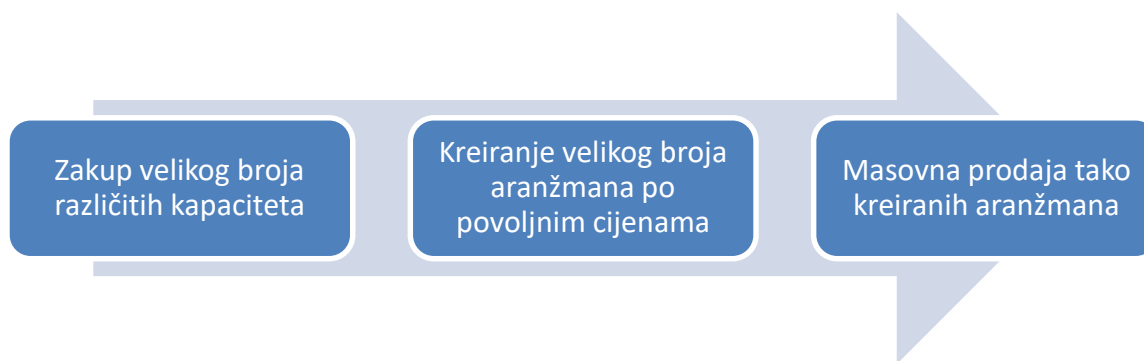 Zakup velikog broja
različitih kapaciteta
Kreiranje velikog broja
aranžmana po
povoljnim cijenama
Masovna prodaja tako
kreiranih aranžmana